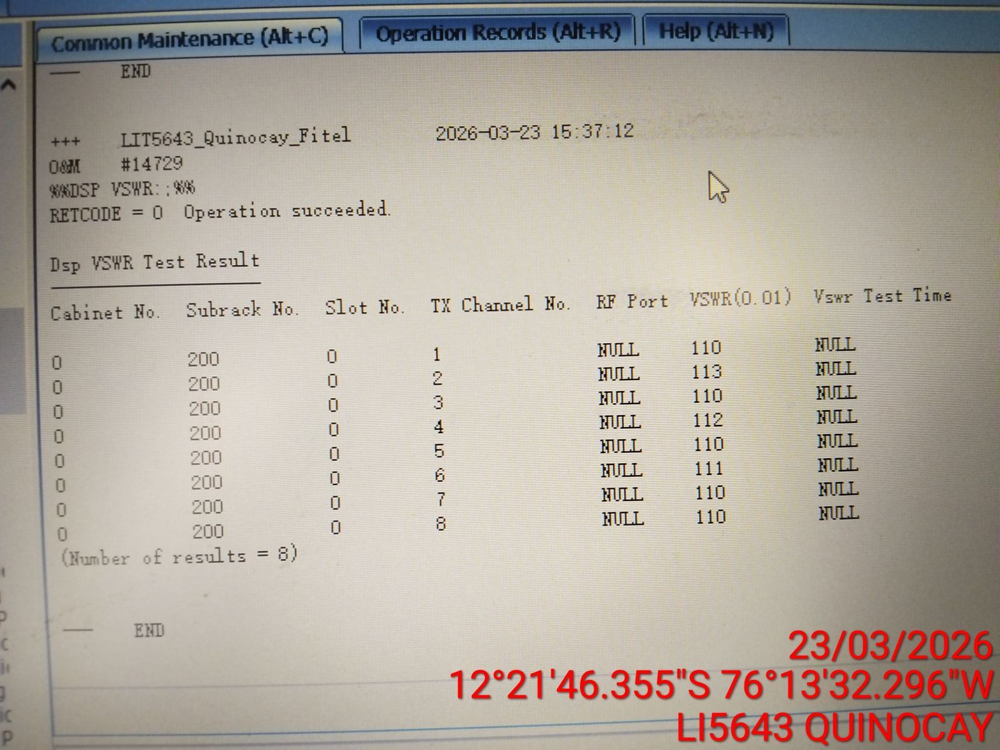 Common Maintenance (Alt+C) Operation Records (Alt+R) Help (Alt+N)
--- END
+++ LIT5643_Quinocay_Fitel 2026-03-23 15:37:12
O&M #14729
%%DSP VSWR:;%%
RETCODE = 0 Operation succeeded.
Dsp VSWR Test Result
Cabinet No. Subrack No. Slot No. TX Channel No. RF Port VSWR(0.01) Vswr Test Time
0 200 0 1 NULL 110 NULL
0 200 0 2 NULL 113 NULL
0 200 0 3 NULL 110 NULL
0 200 0 4 NULL 112 NULL
0 200 0 5 NULL 110 NULL
0 200 0 6 NULL 111 NULL
0 200 0 7 NULL 110 NULL
0 200 0 8 NULL 110 NULL
(Number of results = 8)
--- END
23/03/2026
12°21'46.355"S 76°13'32.296"W
LI5643 QUINOCAY